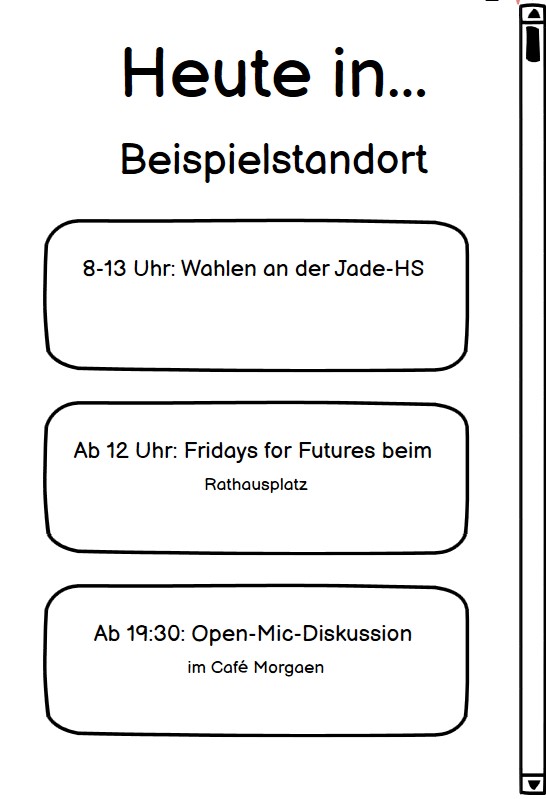 Heute in...
Beispielstandort
8-13 Uhr: Wahlen an der Jade-HS
Ab 12 Uhr: Fridays for Futures beim
Rathausplatz
Ab 19:30: Open-Mic-Diskussion
im Café Morgaen